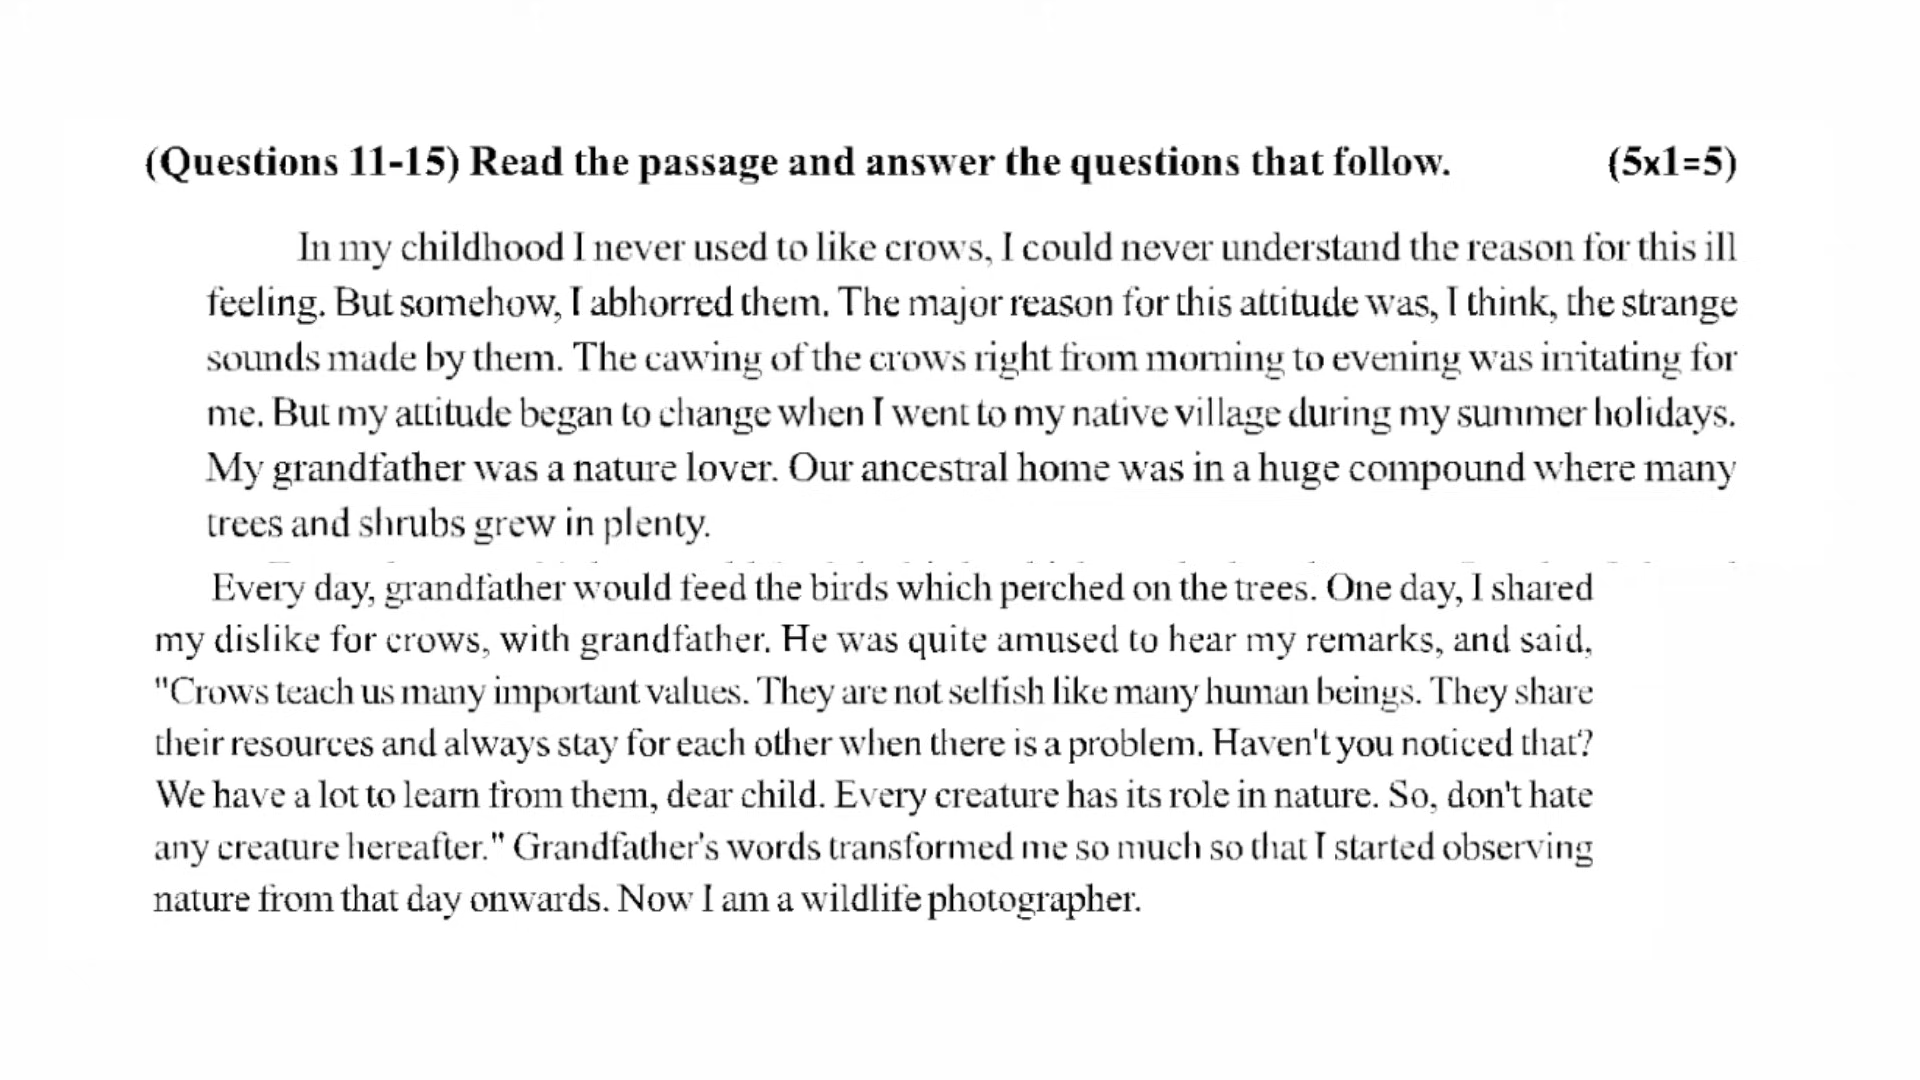 (Questions 11-15) Read the passage and answer the questions that follow. (5x1=5)
In my childhood I never used to like crows, I could never understand the reason for this ill
feeling. But somehow, I abhorred them. The major reason for this attitude was, I think, the strange
sounds made by them. The cawing of the crows right from morning to evening was irritating for
me. But my attitude began to change when I went to my native village during my summer holidays.
My grandfather was a nature lover. Our ancestral home was in a huge compound where many
trees and shrubs grew in plenty.
Every day, grandfather would feed the birds which perched on the trees. One day, I shared
my dislike for crows, with grandfather. He was quite amused to hear my remarks, and said,
"Crows teach us many important values. They are not selfish like many human beings. They share
their resources and always stay for each other when there is a problem. Haven't you noticed that?
We have a lot to learn from them, dear child. Every creature has its role in nature. So, don't hate
any creature hereafter." Grandfather's words transformed me so much so that I started observing
nature from that day onwards. Now I am a wildlife photographer.